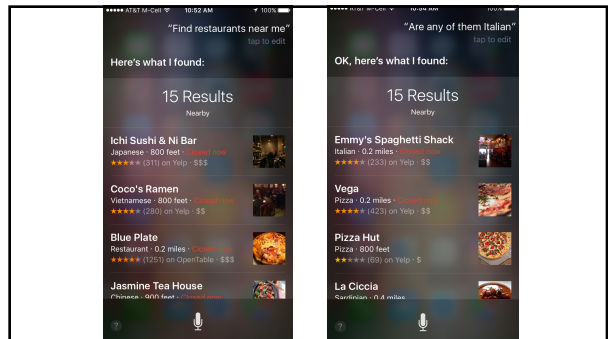 AT&T M-Cell 10:52 AM 100%
“Find restaurants near me”
tap to edit
Here's what I found:
15 Results
Nearby
Ichi Sushi & Ni Bar
Japanese · 800 feet · Closed now
(311) on Yelp · $$$
Coco's Ramen
Vietnamese · 800 feet · Closed now
(280) on Yelp · $$
Blue Plate
Restaurant · 0.2 miles · Closed now
(1251) on OpenTable · $$$
Jasmine Tea House
Chinese · 900 feet · Closed now
?
AT&T M-Cell 10:54 AM 100%
“Are any of them Italian”
tap to edit
OK, here's what I found:
15 Results
Nearby
Emmy's Spaghetti Shack
Italian · 0.2 miles · Closed now
(233) on Yelp · $$
Vega
Pizza · 0.2 miles · Closed now
(423) on Yelp · $$
Pizza Hut
Pizza · 800 feet
(69) on Yelp · $
La Ciccia
Sardinian · 0.4 miles
?